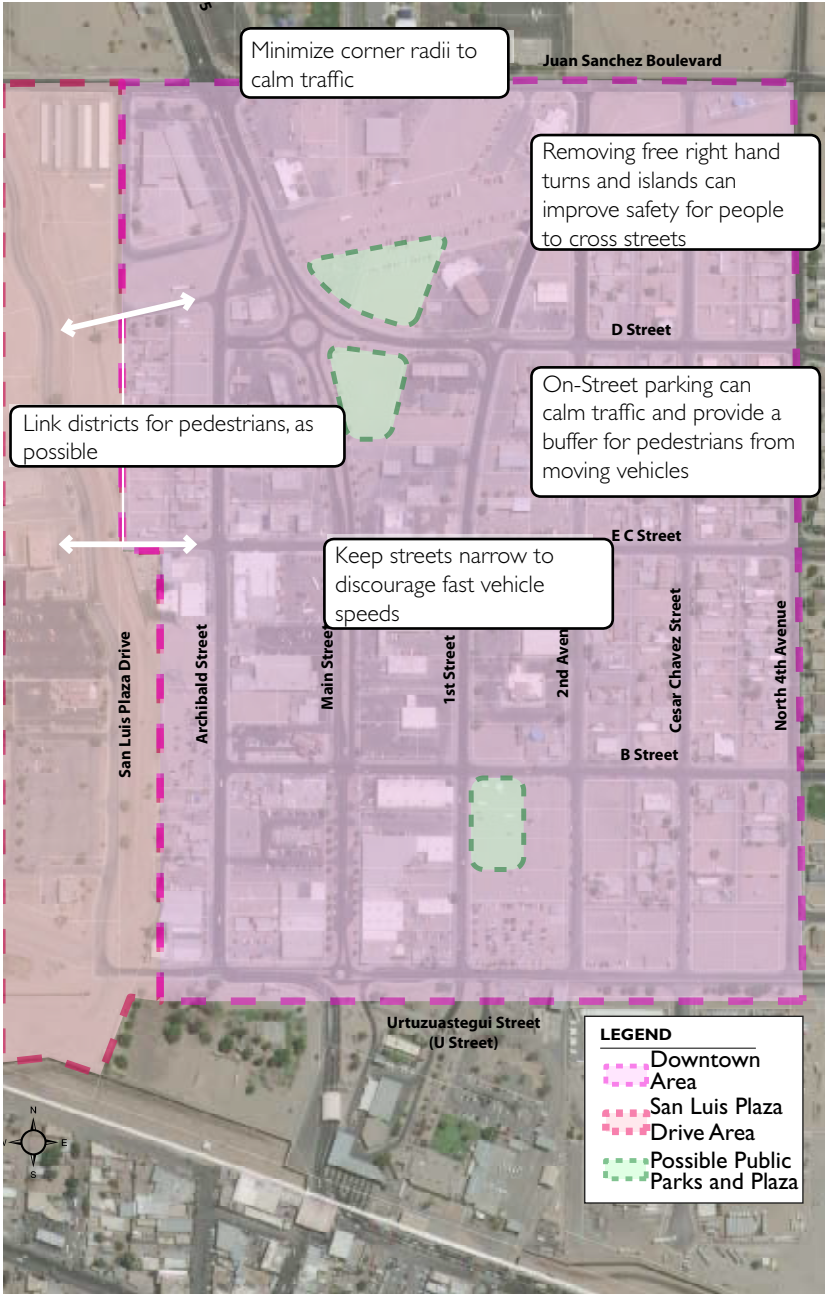 5
Minimize corner radii to
calm traffic
Juan Sanchez Boulevard
Removing free right hand
turns and islands can
improve safety for people
to cross streets
D Street
On-Street parking can
calm traffic and provide a
buffer for pedestrians from
moving vehicles
Link districts for pedestrians, as
possible
E C Street
Keep streets narrow to
discourage fast vehicle
speeds
San Luis Plaza Drive
Archibald Street
Main Street
1st Street
2nd Aven
Cesar Chavez Street
North 4th Avenue
B Street
Urtuzuastegui Street
(U Street)
LEGEND
Downtown
Area
San Luis Plaza
Drive Area
Possible Public
Parks and Plaza
N
W
E
S